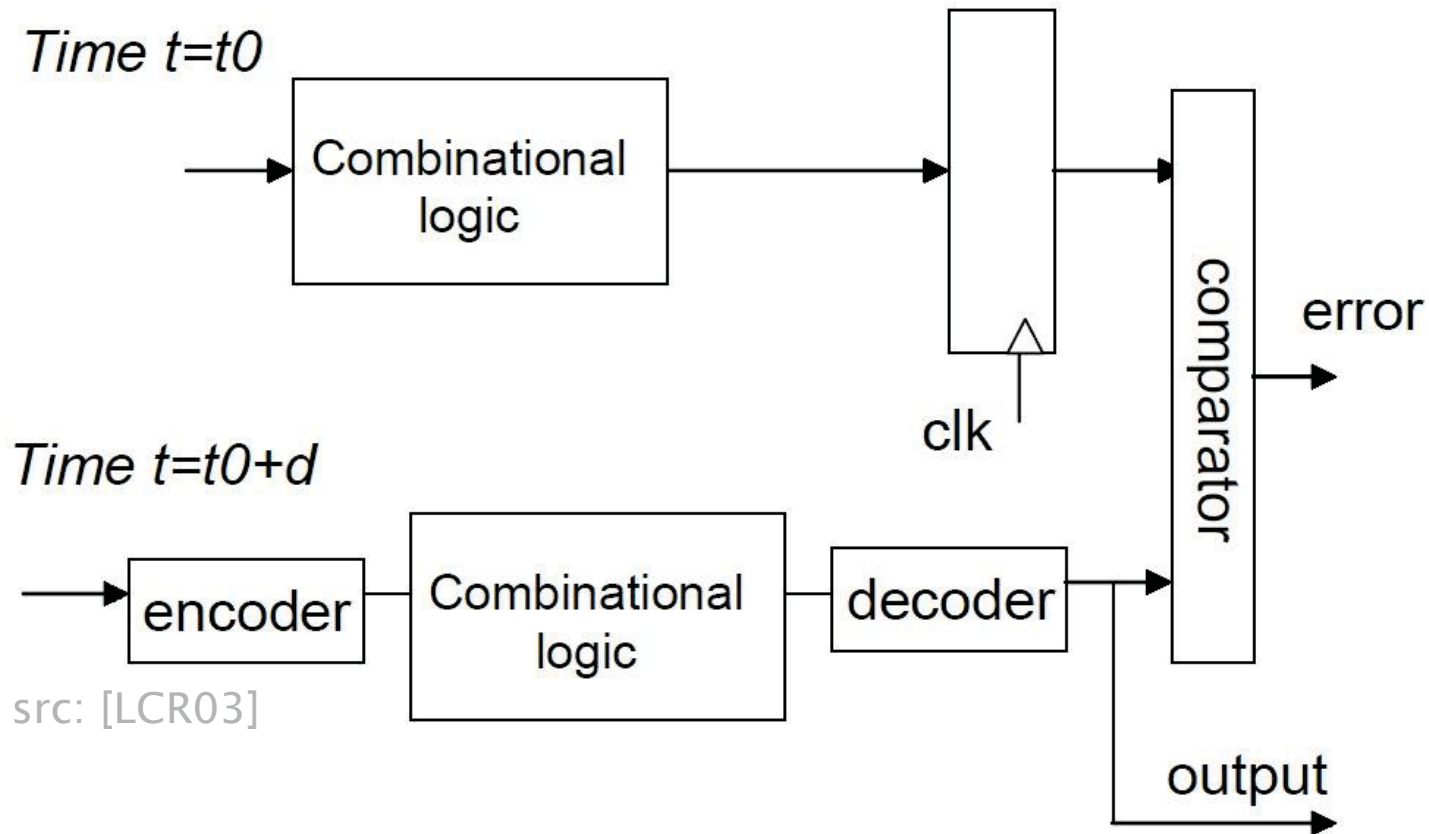 Time t=t0
Combinational
logic
clk
comparator
error
Time t=t0+d
encoder
Combinational
logic
decoder
src: [LCR03]
output